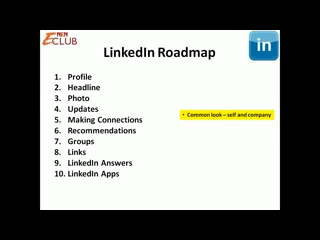 E NEN
CLUB
in
LinkedIn Roadmap
1. Profile
2. Headline
3. Photo
4. Updates
5. Making Connections
6. Recommendations
7. Groups
8. Links
9. LinkedIn Answers
10. LinkedIn Apps
• Common look – self and company